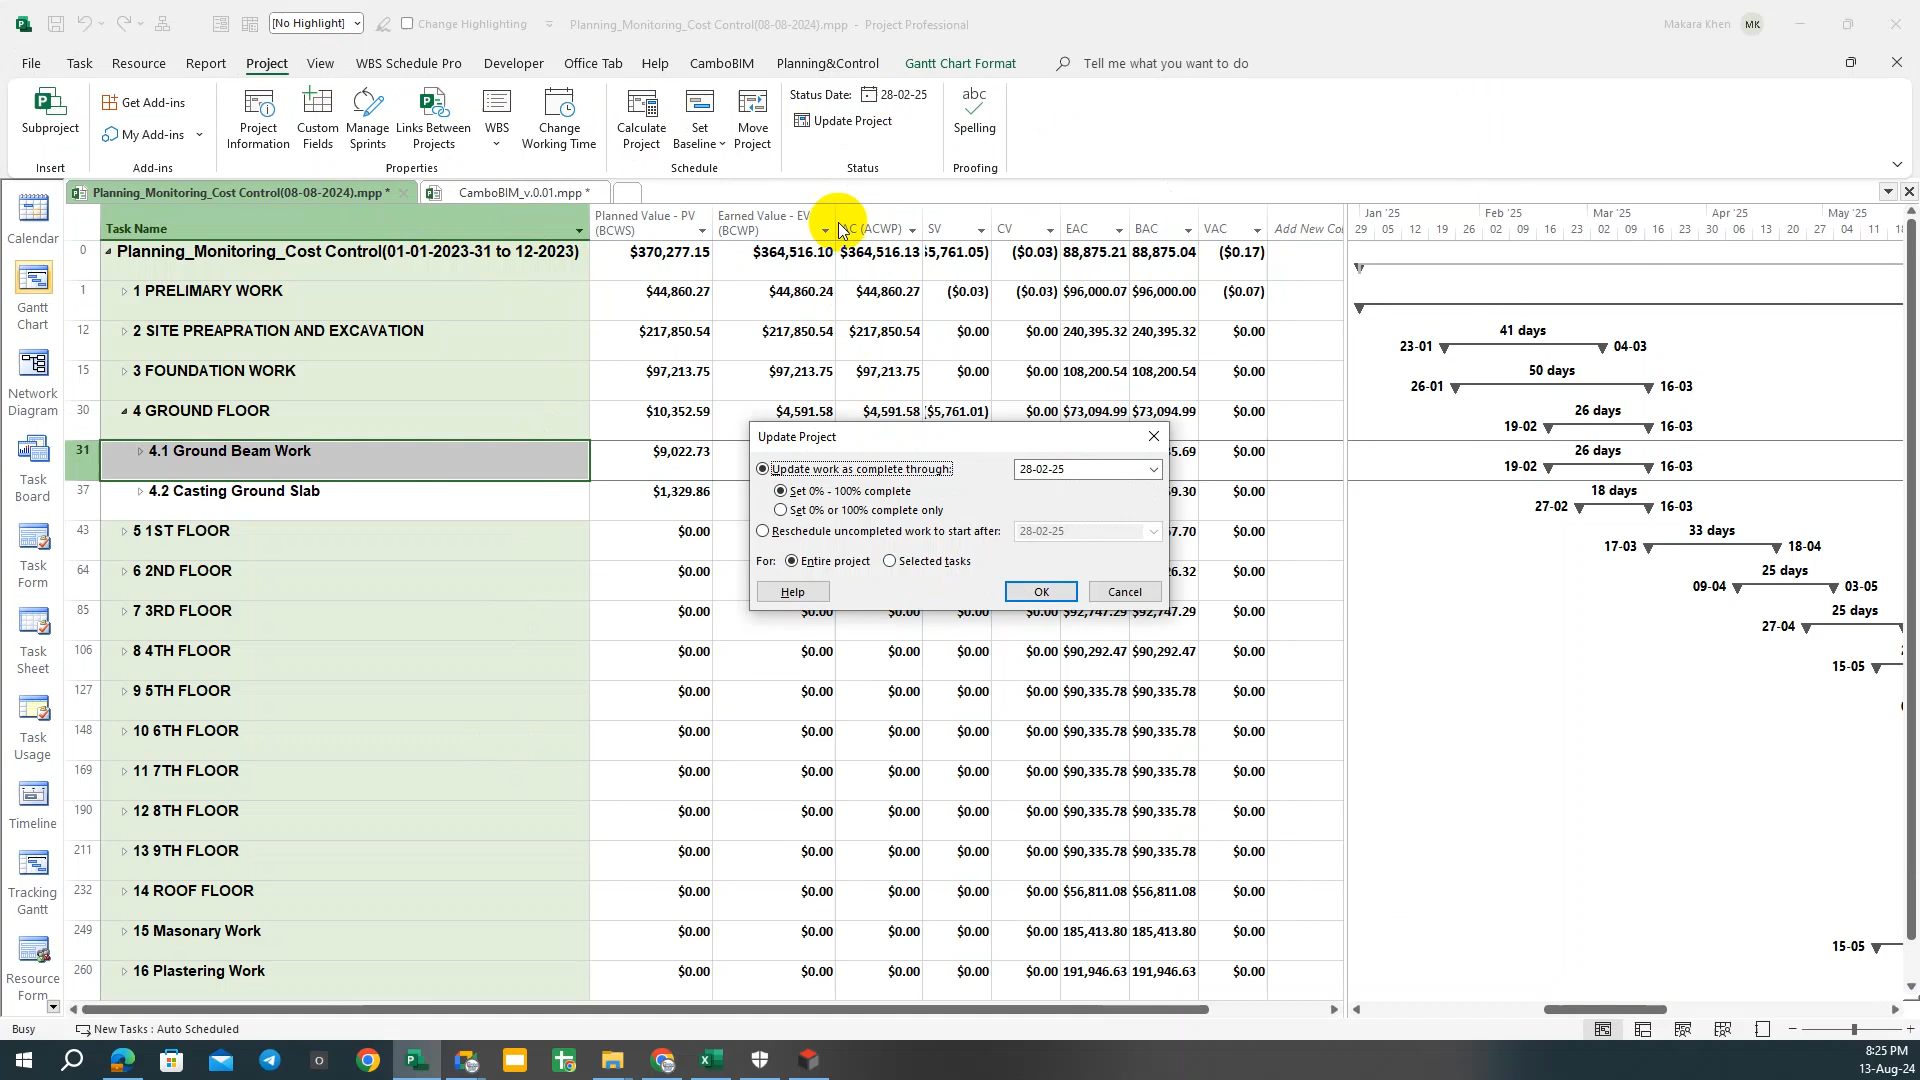 [No Highlight] Change Highlighting Planning_Monitoring_Cost Control(08-08-2024).mpp - Project Professional Makara Khen MK
File Task Resource Report Project View WBS Schedule Pro Developer Office Tab Help CamboBIM Planning&Control Gantt Chart Format Tell me what you want to do
Subproject Get Add-ins My Add-ins Project Information Custom Fields Manage Sprints Links Between Projects WBS Change Working Time Calculate Project Set Baseline Move Project Status Date: 28-02-25 Update Project abc Spelling
Insert Add-ins Properties Schedule Status Proofing
Planning_Monitoring_Cost Control(08-08-2024).mpp * CamboBIM_v.0.01.mpp *
Calendar
Gantt Chart
Network Diagram
Task Board
Task Form
Task Sheet
Task Usage
Timeline
Tracking Gantt
Resource Form
Task Name Planned Value - PV (BCWS) Earned Value - EV (BCWP) (ACWP) SV CV EAC BAC VAC Add New Co
Jan '25 Feb '25 Mar '25 Apr '25 May '25
29 05 12 19 26 02 09 16 23 02 09 16 23 30 06 13 20 27 04 11
0 Planning_Monitoring_Cost Control(01-01-2023-31 to 12-2023) $370,277.15 $364,516.10 $364,516.13 5,761.05) ($0.03) 88,875.21 88,875.04 ($0.17)
1 1 PRELIMARY WORK $44,860.27 $44,860.24 $44,860.27 ($0.03) ($0.03) $96,000.07 $96,000.00 ($0.07)
12 2 SITE PREAPRATION AND EXCAVATION $217,850.54 $217,850.54 $217,850.54 $0.00 $0.00 240,395.32 240,395.32 $0.00 23-01 41 days 04-03
15 3 FOUNDATION WORK $97,213.75 $97,213.75 $97,213.75 $0.00 $0.00 108,200.54 108,200.54 $0.00 26-01 50 days 16-03
30 4 GROUND FLOOR $10,352.59 $4,591.58 $4,591.58 ($5,761.01) $0.00 $73,094.99 $73,094.99 $0.00 19-02 26 days 16-03
31 4.1 Ground Beam Work $9,022.73 5.69 $0.00 19-02 26 days 16-03
37 4.2 Casting Ground Slab $1,329.86 9.30 $0.00 27-02 18 days 16-03
43 5 1ST FLOOR $0.00 7.70 $0.00 17-03 33 days 18-04
64 6 2ND FLOOR $0.00 6.32 $0.00 09-04 25 days 03-05
85 7 3RD FLOOR $0.00 $0.00 $0.00 $0.00 $0.00 $92,747.29 $92,747.29 $0.00 27-04 25 days
106 8 4TH FLOOR $0.00 $0.00 $0.00 $0.00 $0.00 $90,292.47 $90,292.47 $0.00 15-05
127 9 5TH FLOOR $0.00 $0.00 $0.00 $0.00 $0.00 $90,335.78 $90,335.78 $0.00
148 10 6TH FLOOR $0.00 $0.00 $0.00 $0.00 $0.00 $90,335.78 $90,335.78 $0.00
169 11 7TH FLOOR $0.00 $0.00 $0.00 $0.00 $0.00 $90,335.78 $90,335.78 $0.00
190 12 8TH FLOOR $0.00 $0.00 $0.00 $0.00 $0.00 $90,335.78 $90,335.78 $0.00
211 13 9TH FLOOR $0.00 $0.00 $0.00 $0.00 $0.00 $90,335.78 $90,335.78 $0.00
232 14 ROOF FLOOR $0.00 $0.00 $0.00 $0.00 $0.00 $56,811.08 $56,811.08 $0.00
249 15 Masonary Work $0.00 $0.00 $0.00 $0.00 $0.00 185,413.80 185,413.80 $0.00 15-05
260 16 Plastering Work $0.00 $0.00 $0.00 $0.00 $0.00 191,946.63 191,946.63 $0.00
Update Project
Update work as complete through: 28-02-25
Set 0% - 100% complete
Set 0% or 100% complete only
Reschedule uncompleted work to start after: 28-02-25
For: Entire project Selected tasks
Help OK Cancel
Busy New Tasks : Auto Scheduled
8:25 PM
13-Aug-24